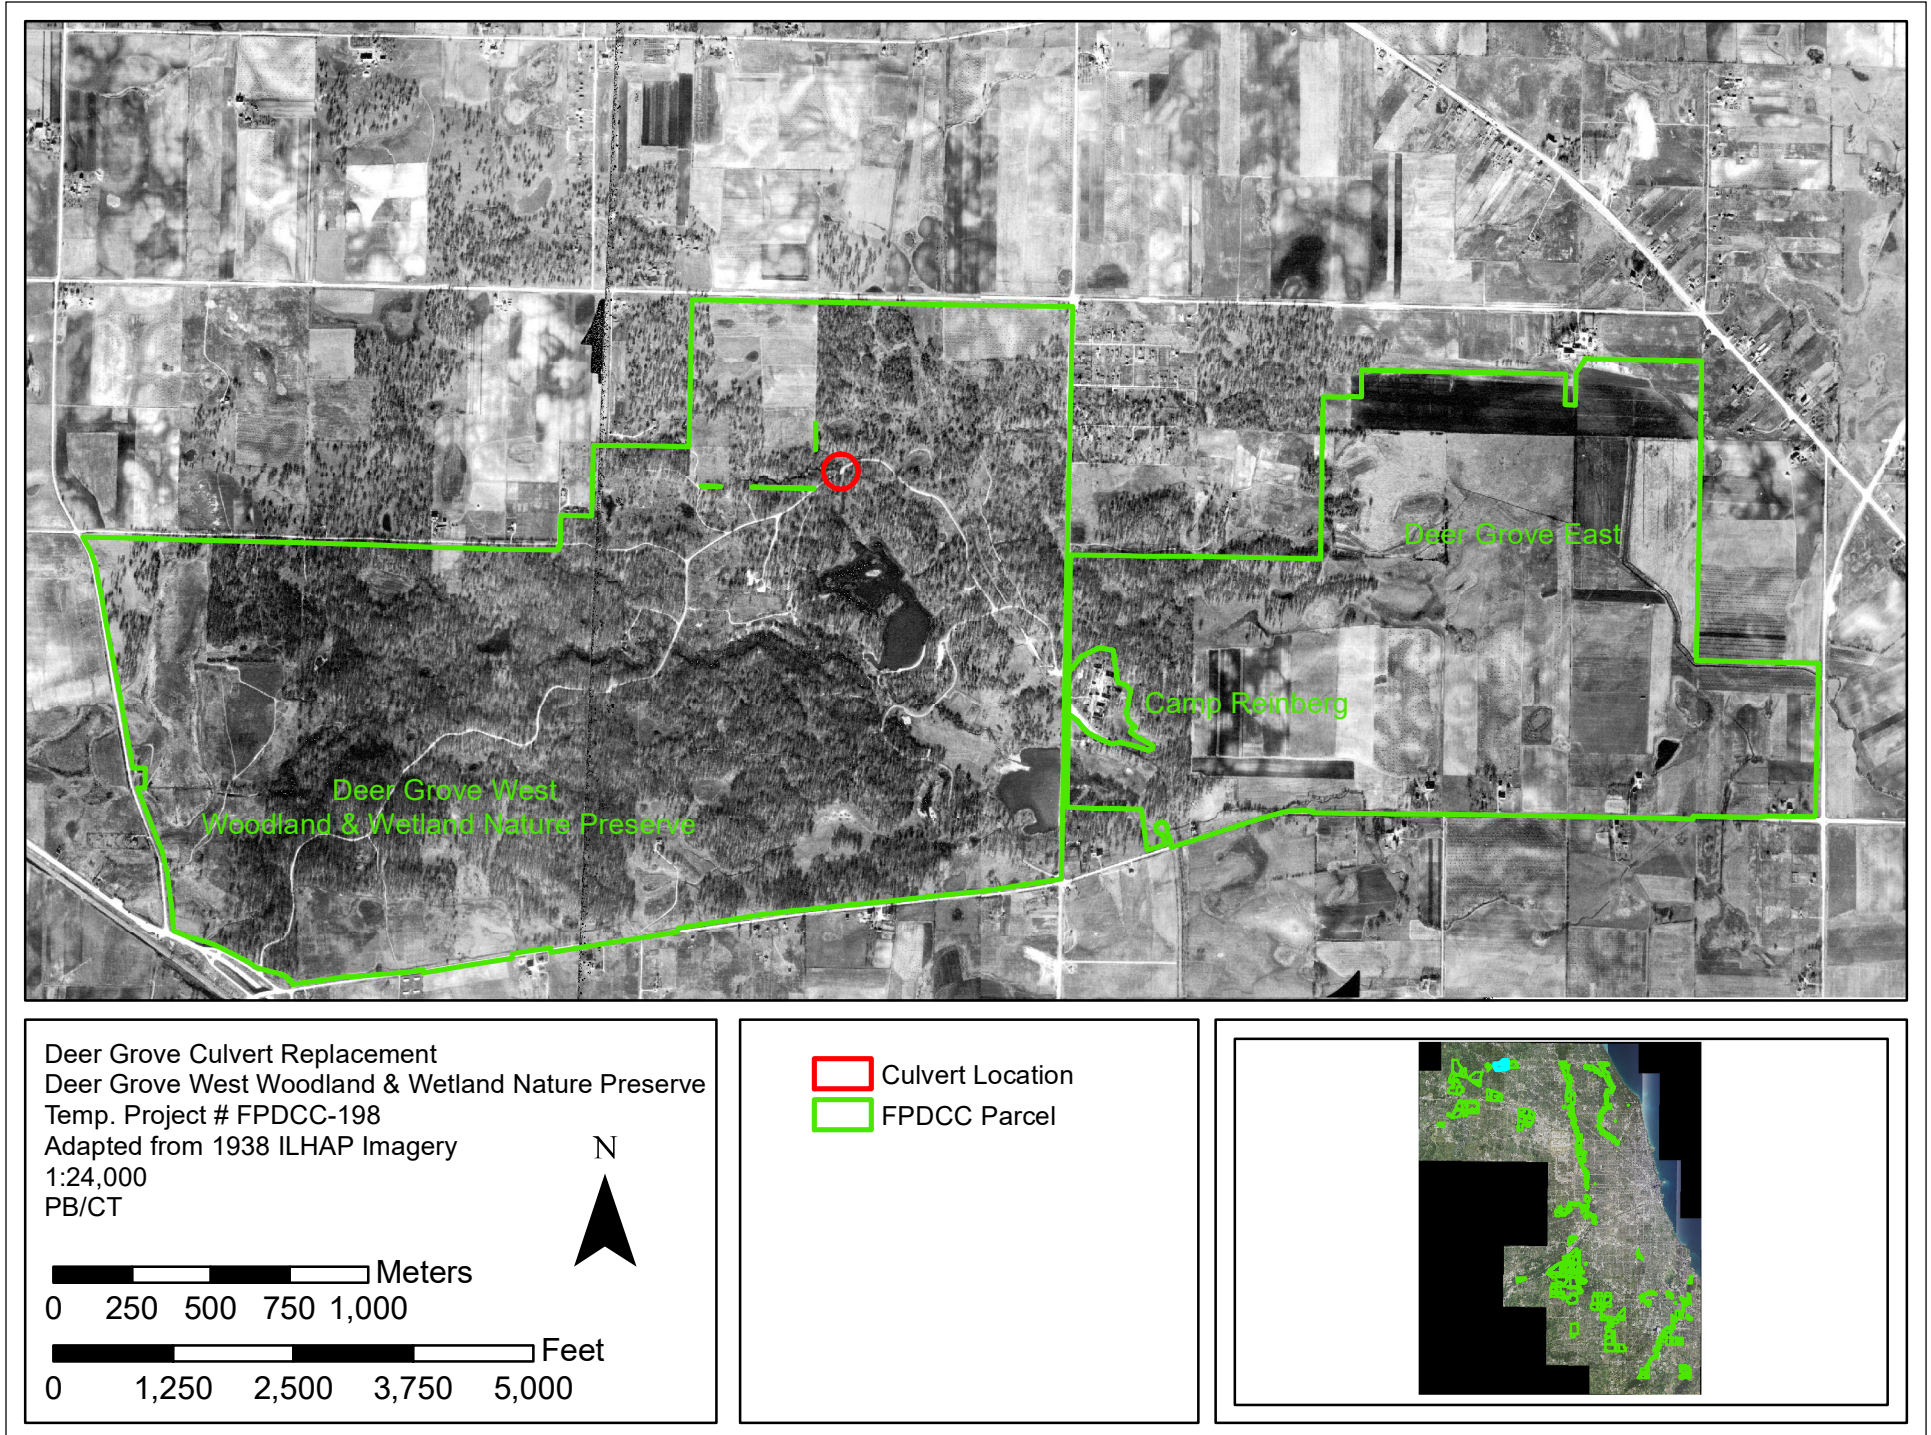 Deer Grove East
Camp Reinberg
Deer Grove West
Woodland & Wetland Nature Preserve
Deer Grove Culvert Replacement
Deer Grove West Woodland & Wetland Nature Preserve
Temp. Project # FPDCC-198
Adapted from 1938 ILHAP Imagery
1:24,000
PB/CT
N
Meters
0 250 500 750 1,000
Feet
0 1,250 2,500 3,750 5,000
Culvert Location
FPDCC Parcel